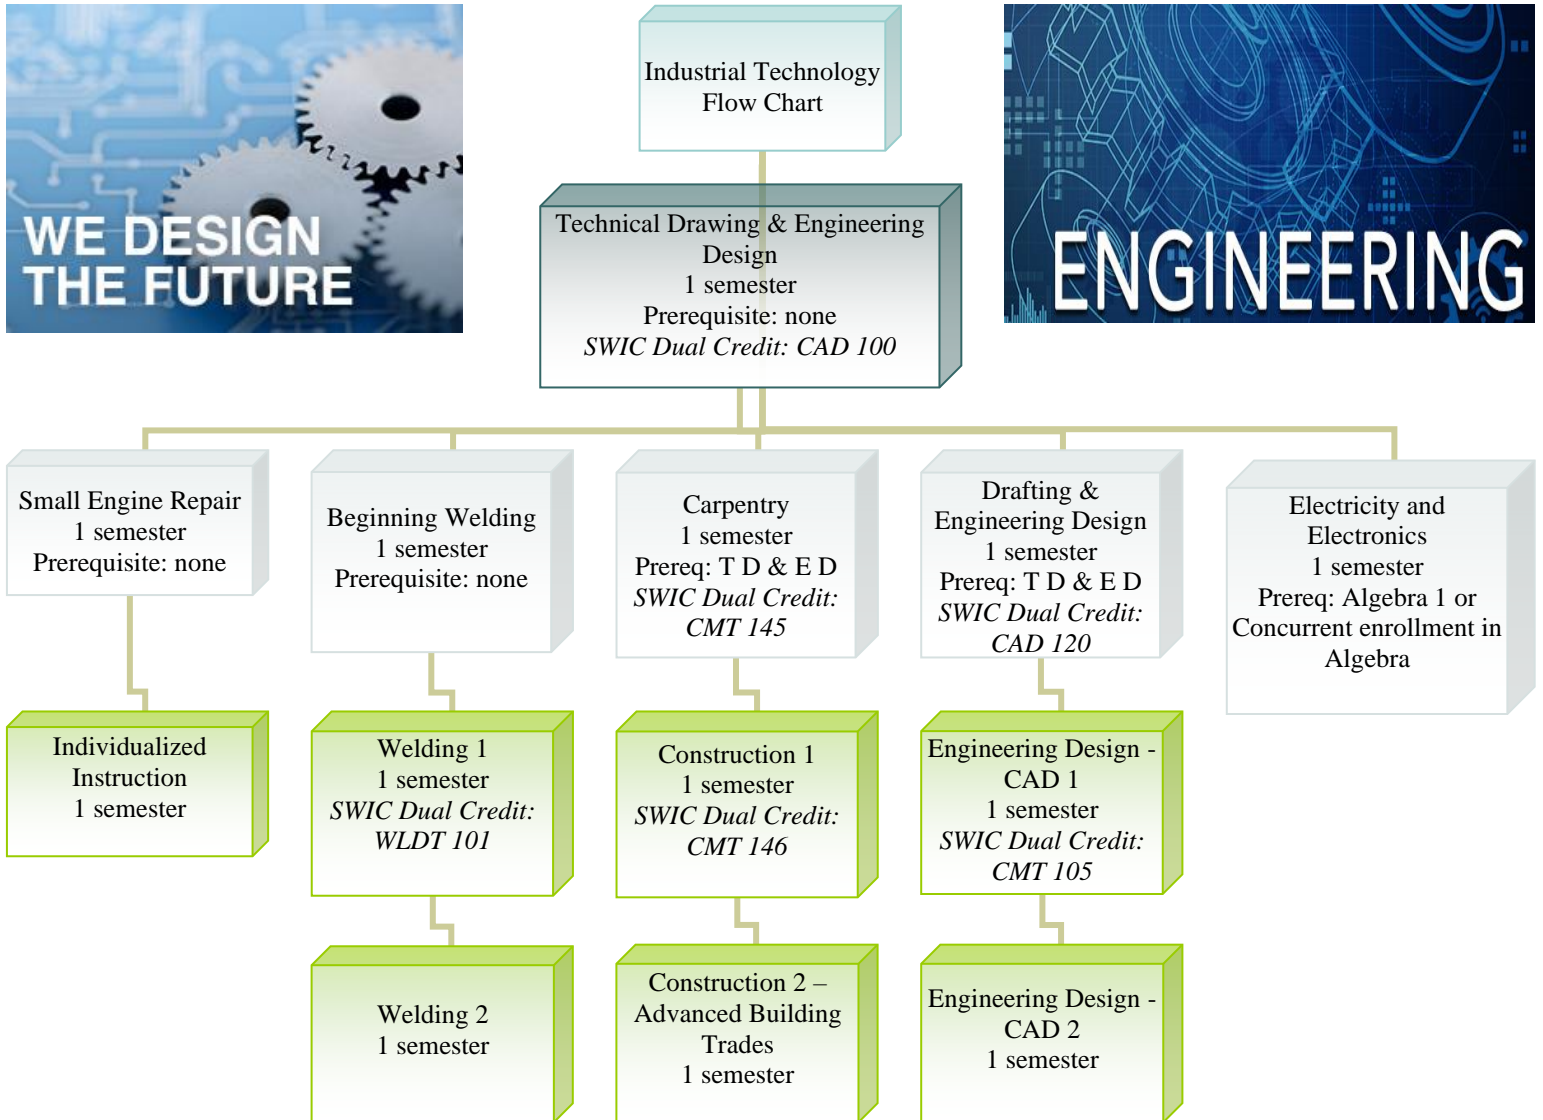 WE DESIGN
THE FUTURE
Industrial Technology
Flow Chart
ENGINEERING
Technical Drawing & Engineering
Design
1 semester
Prerequisite: none
SWIC Dual Credit: CAD 100
Small Engine Repair
1 semester
Prerequisite: none
Beginning Welding
1 semester
Prerequisite: none
Carpentry
1 semester
Prereq: T D & E D
SWIC Dual Credit:
CMT 145
Drafting &
Engineering Design
1 semester
Prereq: T D & E D
SWIC Dual Credit:
CAD 120
Electricity and
Electronics
1 semester
Prereq: Algebra 1 or
Concurrent enrollment in
Algebra
Individualized
Instruction
1 semester
Welding 1
1 semester
SWIC Dual Credit:
WLDT 101
Construction 1
1 semester
SWIC Dual Credit:
CMT 146
Engineering Design -
CAD 1
1 semester
SWIC Dual Credit:
CMT 105
Welding 2
1 semester
Construction 2 –
Advanced Building
Trades
1 semester
Engineering Design -
CAD 2
1 semester